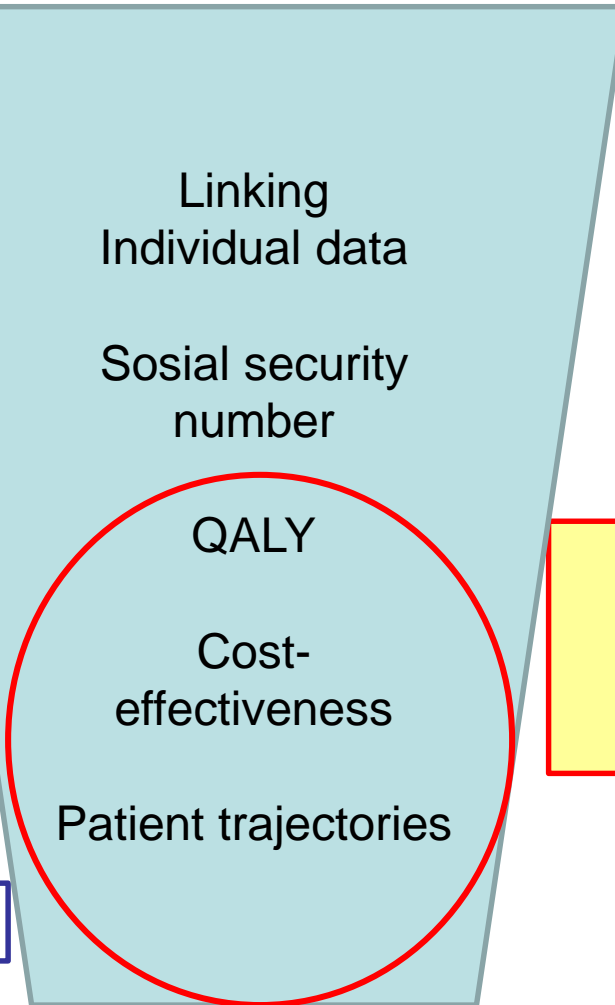 Linking
Individual data
Sosial security
number
QALY
Cost-
effectiveness
Patient trajectories